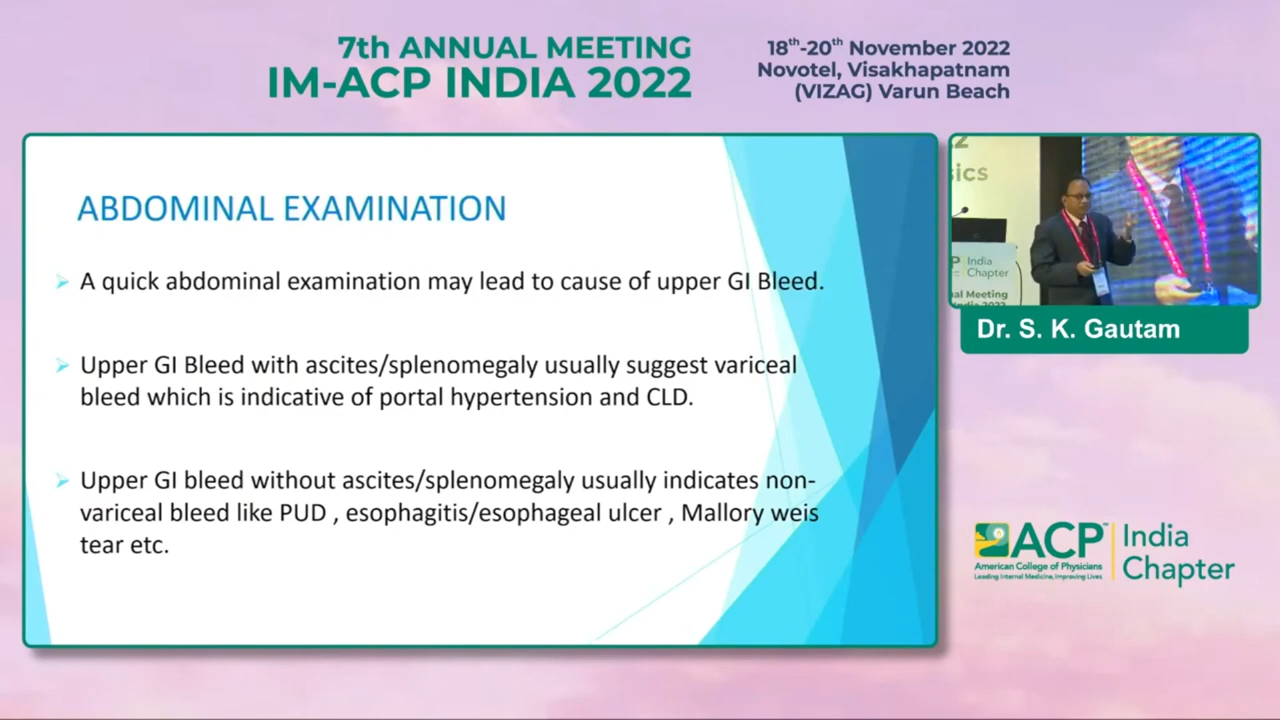 7th ANNUAL MEETING
IM-ACP INDIA 2022
18th-20th November 2022
Novotel, Visakhapatnam
(VIZAG) Varun Beach
ABDOMINAL EXAMINATION
A quick abdominal examination may lead to cause of upper GI Bleed.
Upper GI Bleed with ascites/splenomegaly usually suggest variceal
bleed which is indicative of portal hypertension and CLD.
Upper GI bleed without ascites/splenomegaly usually indicates non-
variceal bleed like PUD , esophagitis/esophageal ulcer , Mallory weis
tear etc.
sics
India
Chapter
al Meeting
Dr. S. K. Gautam
ACP
American College of Physicians
Leading Internal Medicine, Improving Lives
India
Chapter